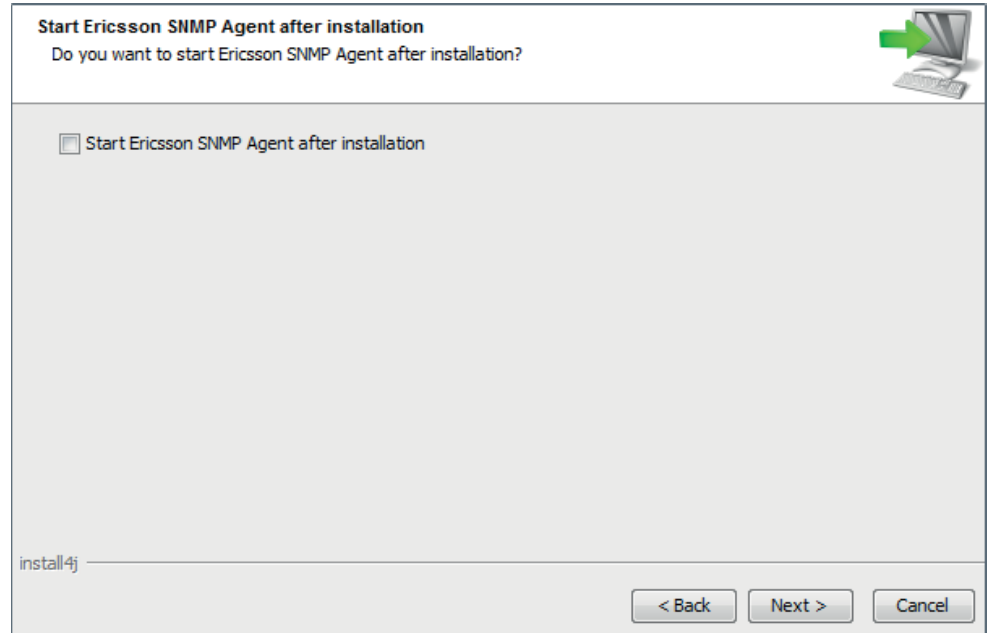 Start Ericsson SNMP Agent after installation
Do you want to start Ericsson SNMP Agent after installation?
Start Ericsson SNMP Agent after installation
install4j
< Back
Next >
Cancel